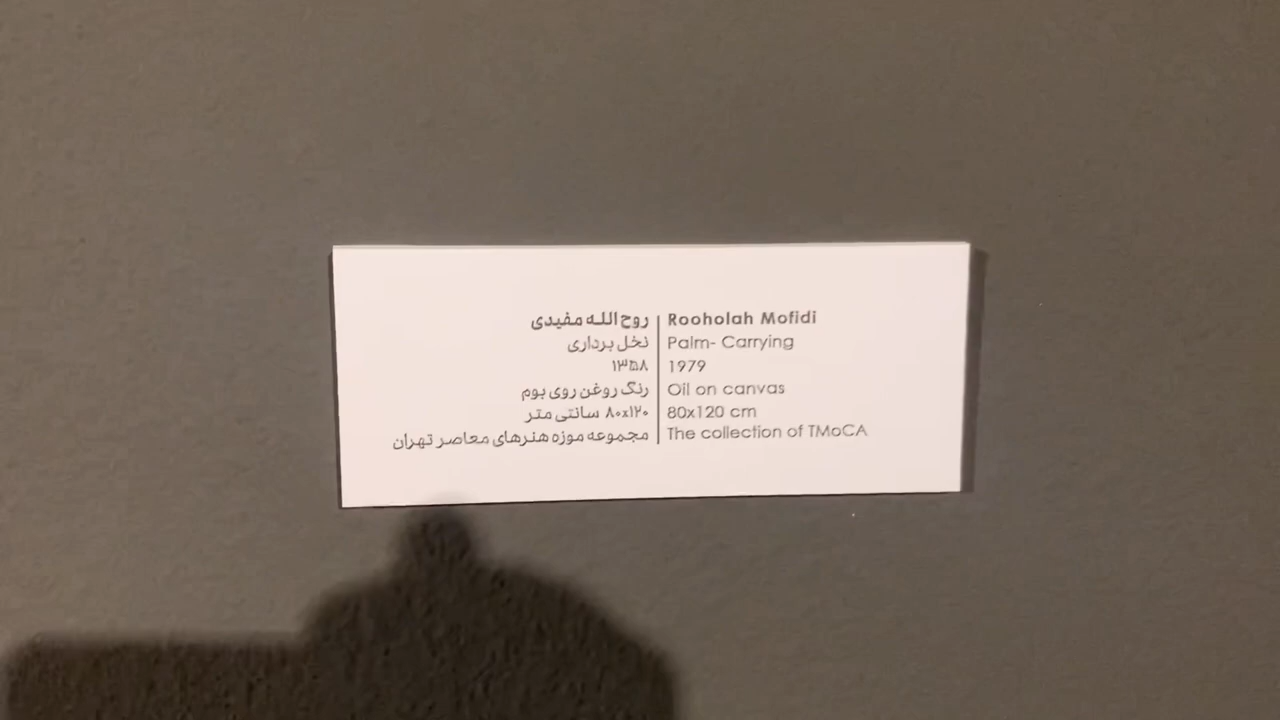 روح الله مفیدی
نخل برداری
۱۳۵۸
رنگ روغن روی بوم
۸۰x۱۲۰ سانتی متر
مجموعه موزه هنرهای معاصر تهران
Rooholah Mofidi
Palm- Carrying
1979
Oil on canvas
80x120 cm
The collection of TMoCA